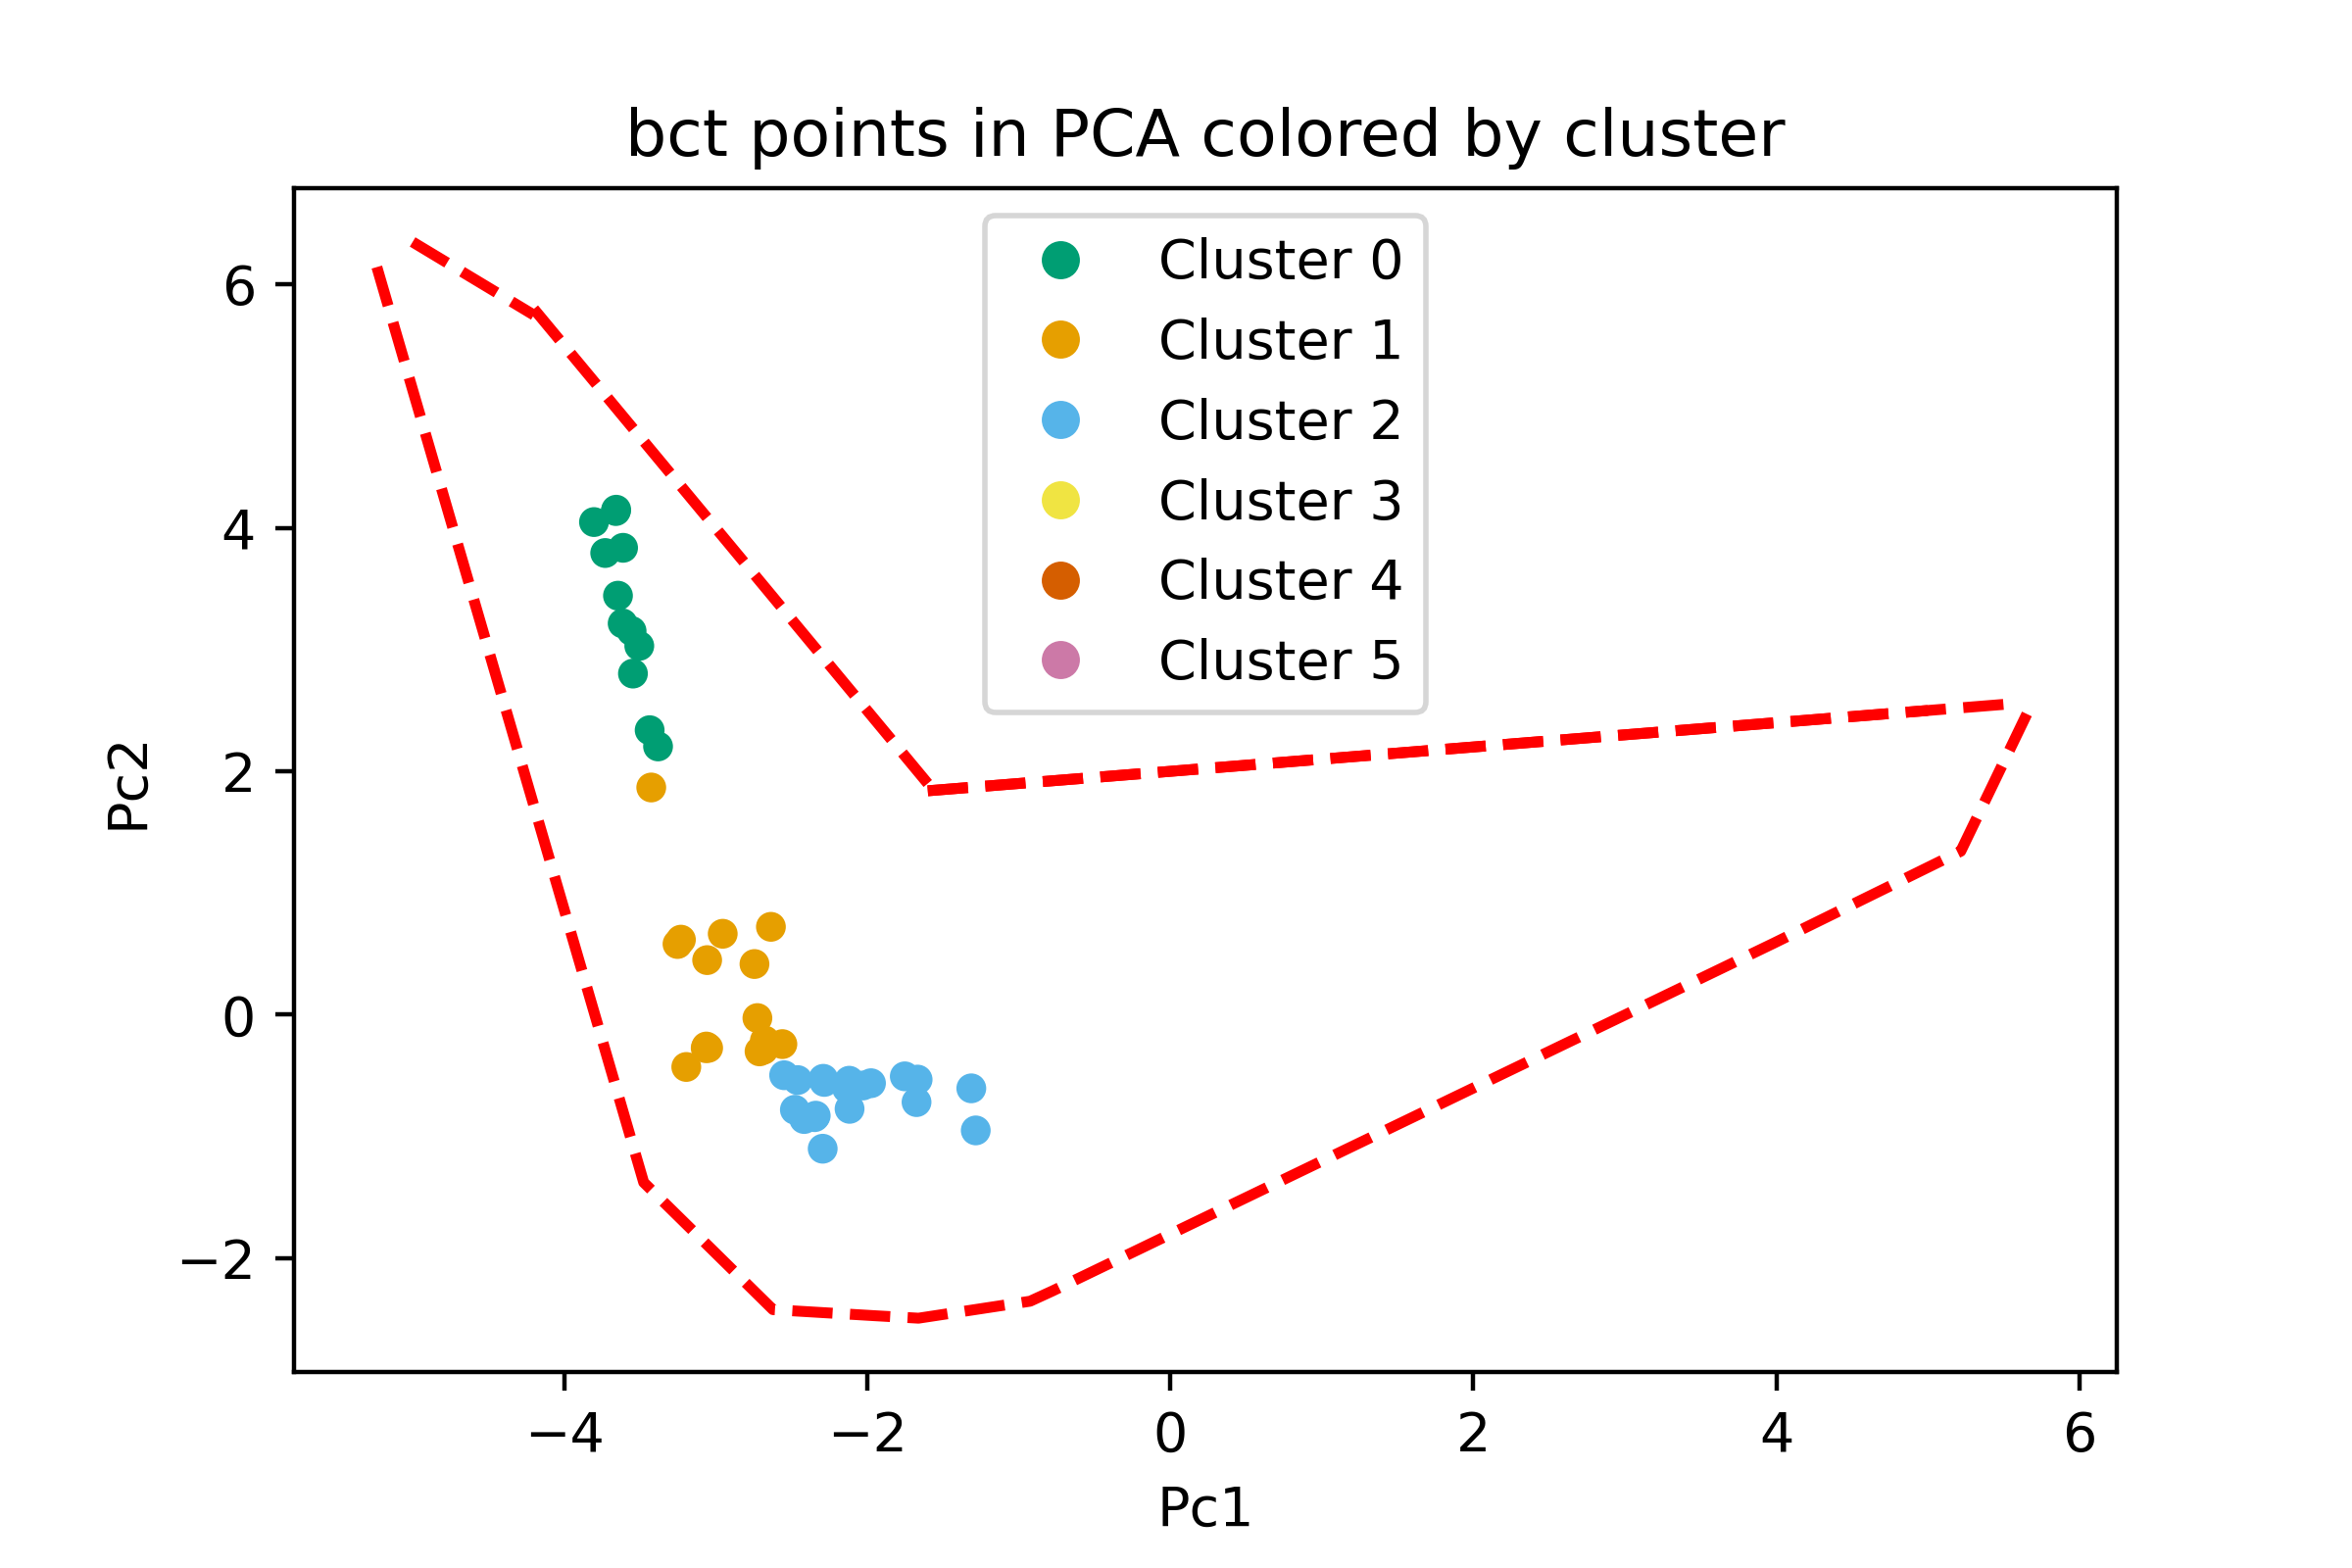 bct points in PCA colored by cluster
Cluster 0
Cluster 1
Cluster 2
Cluster 3
Cluster 4
Cluster 5
6
4
2
0
−2
Pc2
−4 −2 0 2 4 6
Pc1